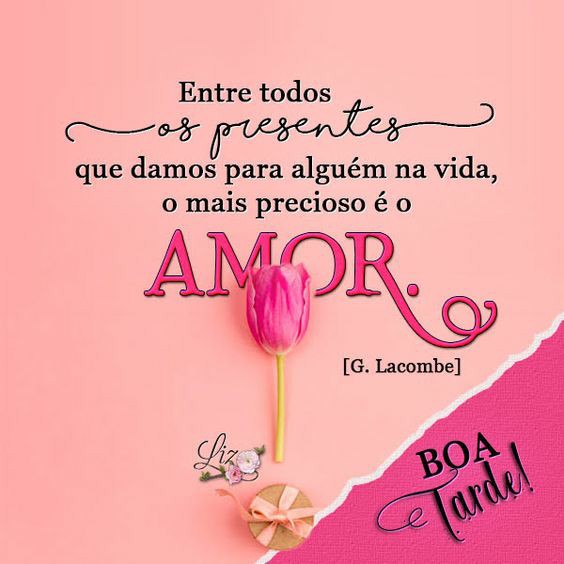 Entre todos
os presentes
que damos para alguém na vida,
o mais precioso é o
AMOR.
[G. Lacombe]
Liz
BOA
Tarde!